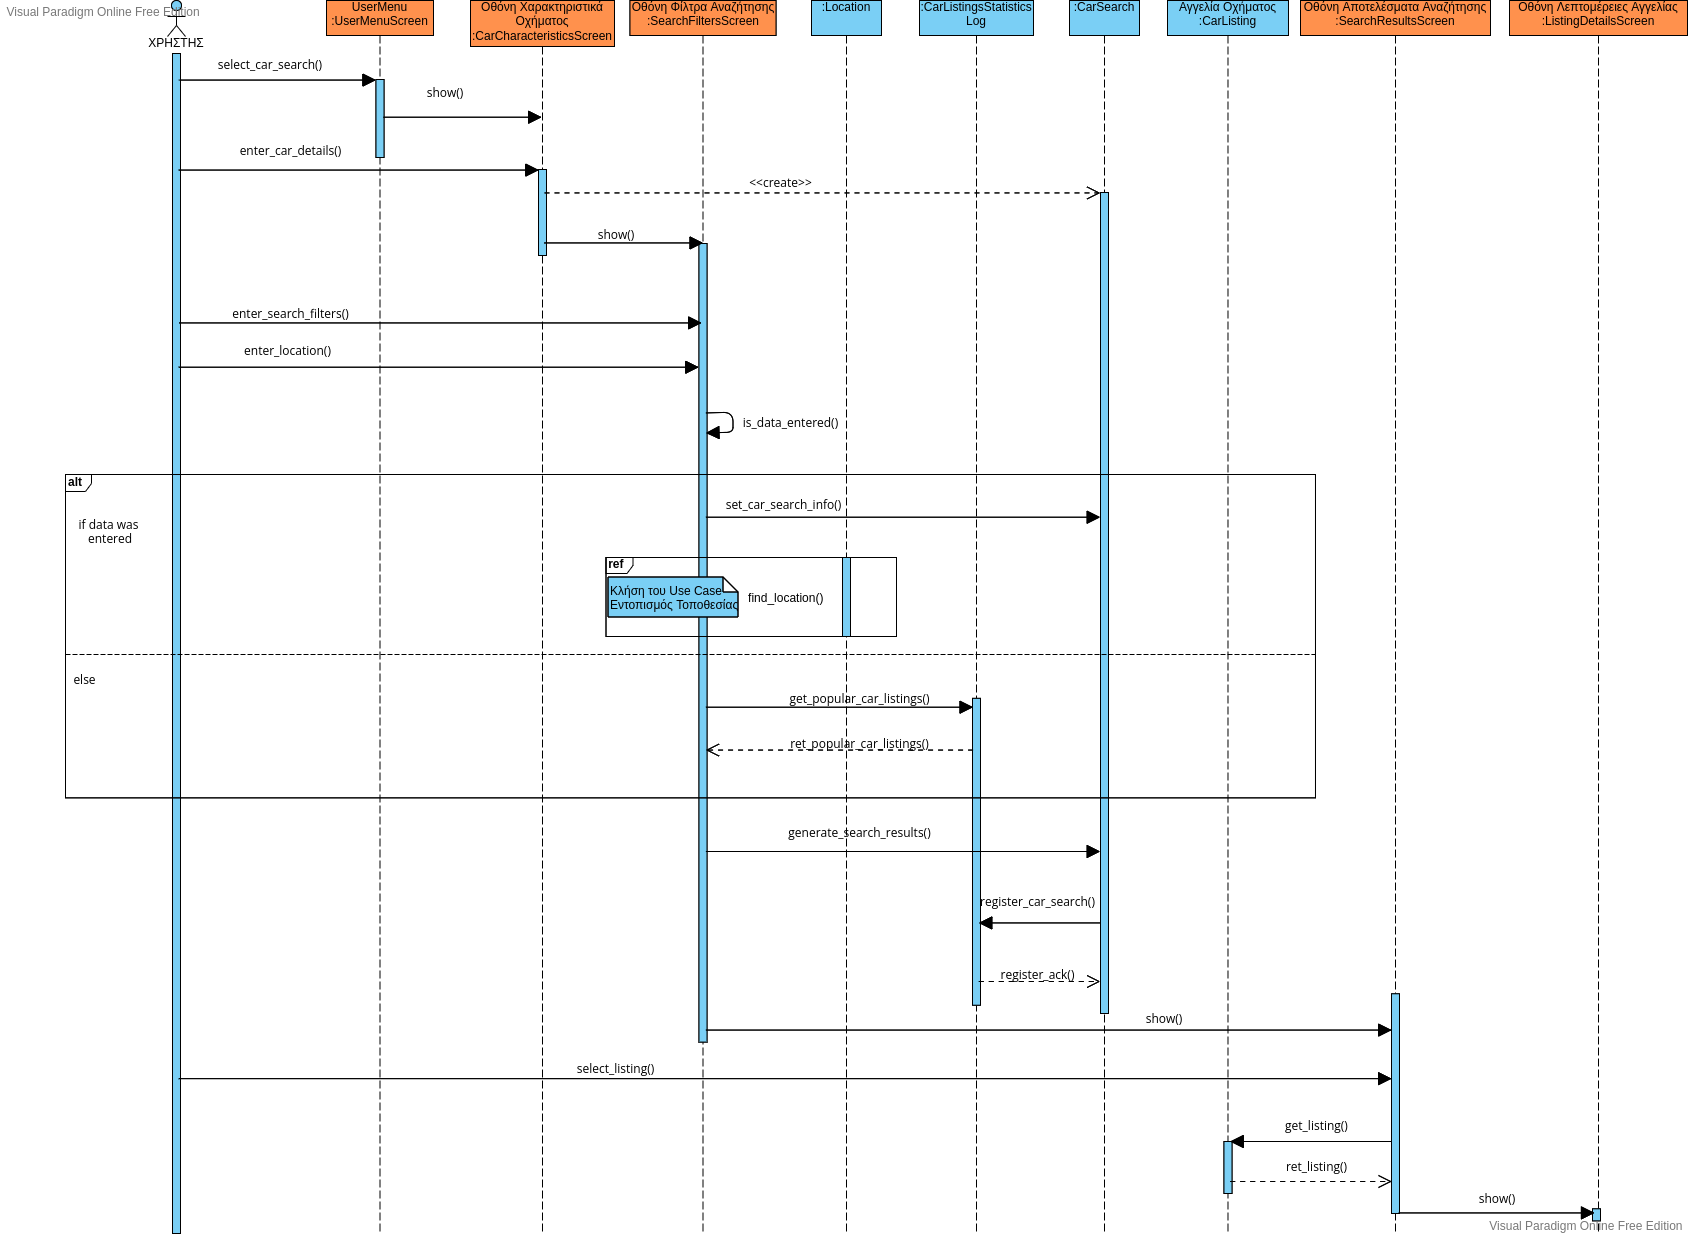 Visual Paradigm Online Free Edition
ΧΡΗΣΤΗΣ
UserMenu
:UserMenuScreen
Οθόνη Χαρακτηριστικά
Οχήματος
:CarCharacteristicsScreen
Οθόνη Φίλτρα Αναζήτησης
:SearchFiltersScreen
:Location
:CarListingsStatistics
Log
:CarSearch
Αγγελία Οχήματος
:CarListing
Οθόνη Αποτελέσματα Αναζήτησης
:SearchResultsScreen
Οθόνη Λεπτομέρειες Αγγελίας
:ListingDetailsScreen
select_car_search()
show()
enter_car_details()
<<create>>
show()
enter_search_filters()
enter_location()
is_data_entered()
alt
if data was
entered
set_car_search_info()
ref
Κλήση του Use Case
Εντοπισμός Τοποθεσίας
find_location()
else
get_popular_car_listings()
ret_popular_car_listings()
generate_search_results()
register_car_search()
register_ack()
show()
select_listing()
get_listing()
ret_listing()
show()
Visual Paradigm Online Free Edition